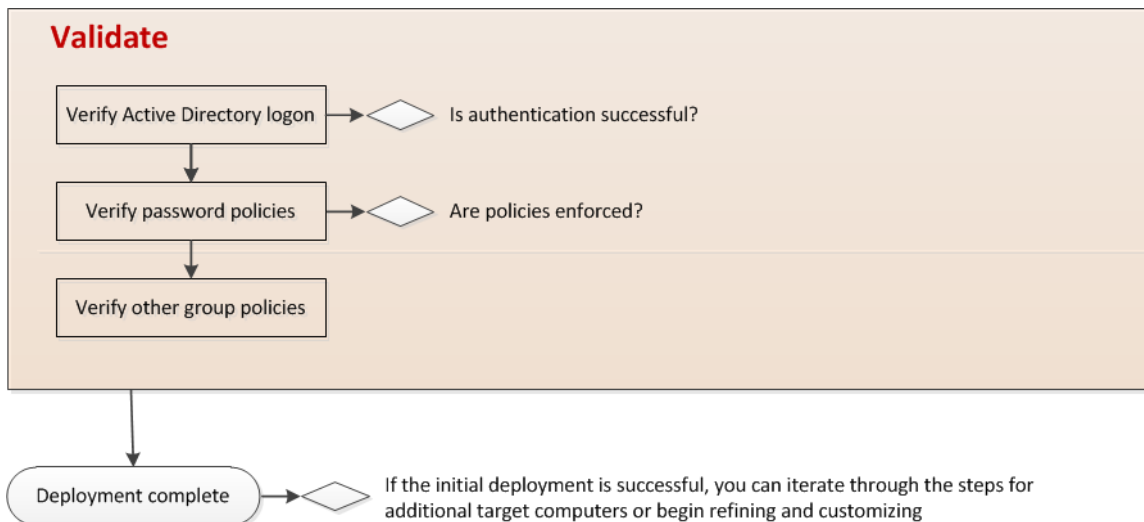 Validate
Verify Active Directory logon
Is authentication successful?
Verify password policies
Are policies enforced?
Verify other group policies
Deployment complete
If the initial deployment is successful, you can iterate through the steps for
additional target computers or begin refining and customizing